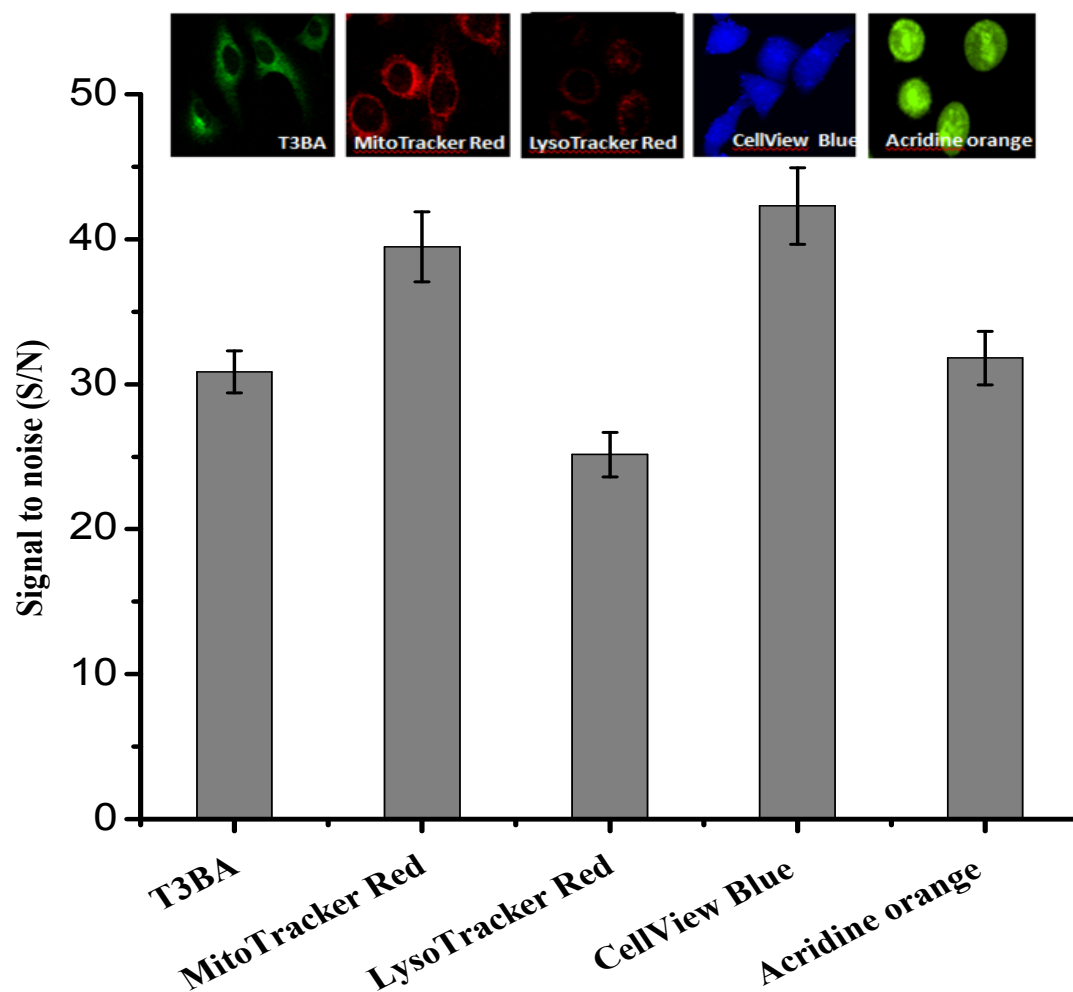 T3BA
MitoTracker Red
LysoTracker Red
CellView Blue
Acridine orange
50
40
30
20
10
0
Signal to noise (S/N)
T3BA
MitoTracker Red
LysoTracker Red
CellView Blue
Acridine orange